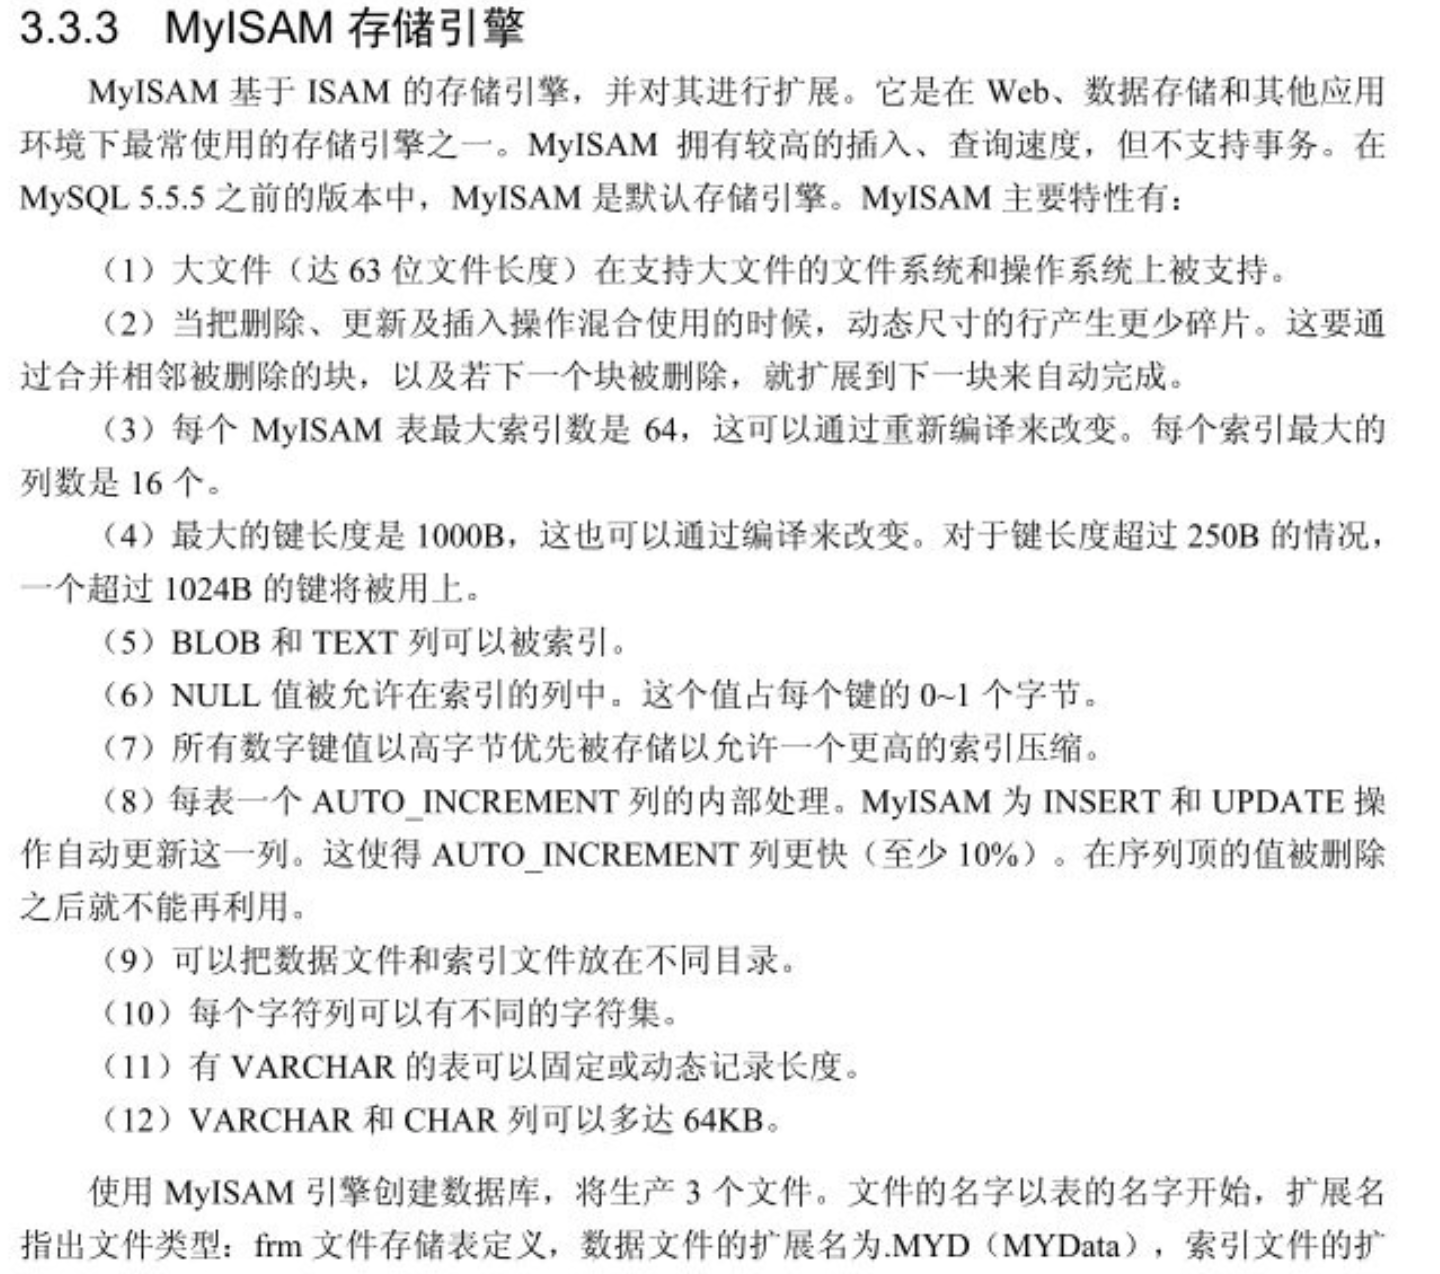 3.3.3 MyISAM 存储引擎
MyISAM 基于 ISAM 的存储引擎，并对其进行扩展。它是在 Web、数据存储和其他应用
环境下最常使用的存储引擎之一。MyISAM 拥有较高的插入、查询速度，但不支持事务。在
MySQL 5.5.5 之前的版本中，MyISAM 是默认存储引擎。MyISAM 主要特性有：
（1）大文件（达 63 位文件长度）在支持大文件的文件系统和操作系统上被支持。
（2）当把删除、更新及插入操作混合使用的时候，动态尺寸的行产生更少碎片。这要通
过合并相邻被删除的块，以及若下一个块被删除，就扩展到下一块来自动完成。
（3）每个 MyISAM 表最大索引数是 64，这可以通过重新编译来改变。每个索引最大的
列数是 16 个。
（4）最大的键长度是 1000B，这也可以通过编译来改变。对于键长度超过 250B 的情况，
一个超过 1024B 的键将被用上。
（5）BLOB 和 TEXT 列可以被索引。
（6）NULL 值被允许在索引的列中。这个值占每个键的 0~1 个字节。
（7）所有数字键值以高字节优先被存储以允许一个更高的索引压缩。
（8）每表一个 AUTO_INCREMENT 列的内部处理。MyISAM 为 INSERT 和 UPDATE 操
作自动更新这一列。这使得 AUTO_INCREMENT 列更快（至少 10%）。在序列顶的值被删除
之后就不能再利用。
（9）可以把数据文件和索引文件放在不同目录。
（10）每个字符列可以有不同的字符集。
（11）有 VARCHAR 的表可以固定或动态记录长度。
（12）VARCHAR 和 CHAR 列可以多达 64KB。
使用 MyISAM 引擎创建数据库，将生产 3 个文件。文件的名字以表的名字开始，扩展名
指出文件类型：frm 文件存储表定义，数据文件的扩展名为.MYD（MYData），索引文件的扩